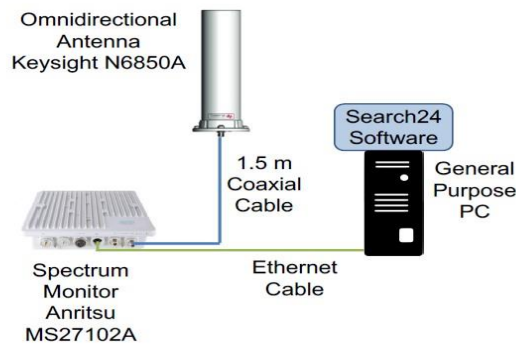 Omnidirectional
Antenna
Keysight N6850A
Search24
Software
1.5 m
Coaxial
Cable
General
Purpose
PC
Spectrum
Monitor
Anritsu
MS27102A
Ethernet
Cable